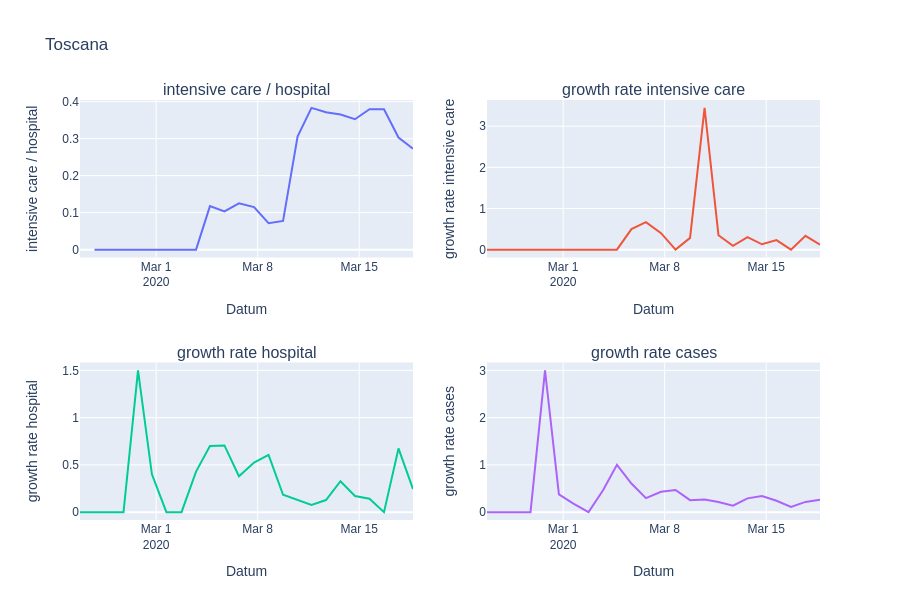 Toscana
intensive care / hospital
growth rate intensive care
intensive care / hospital
0.4
0.3
0.2
0.1
0
Mar 1
2020
Mar 8
Mar 15
Datum
growth rate intensive care
3
2
1
0
Mar 1
2020
Mar 8
Mar 15
Datum
growth rate hospital
growth rate cases
growth rate hospital
1.5
1
0.5
0
Mar 1
2020
Mar 8
Mar 15
Datum
growth rate cases
3
2
1
0
Mar 1
2020
Mar 8
Mar 15
Datum